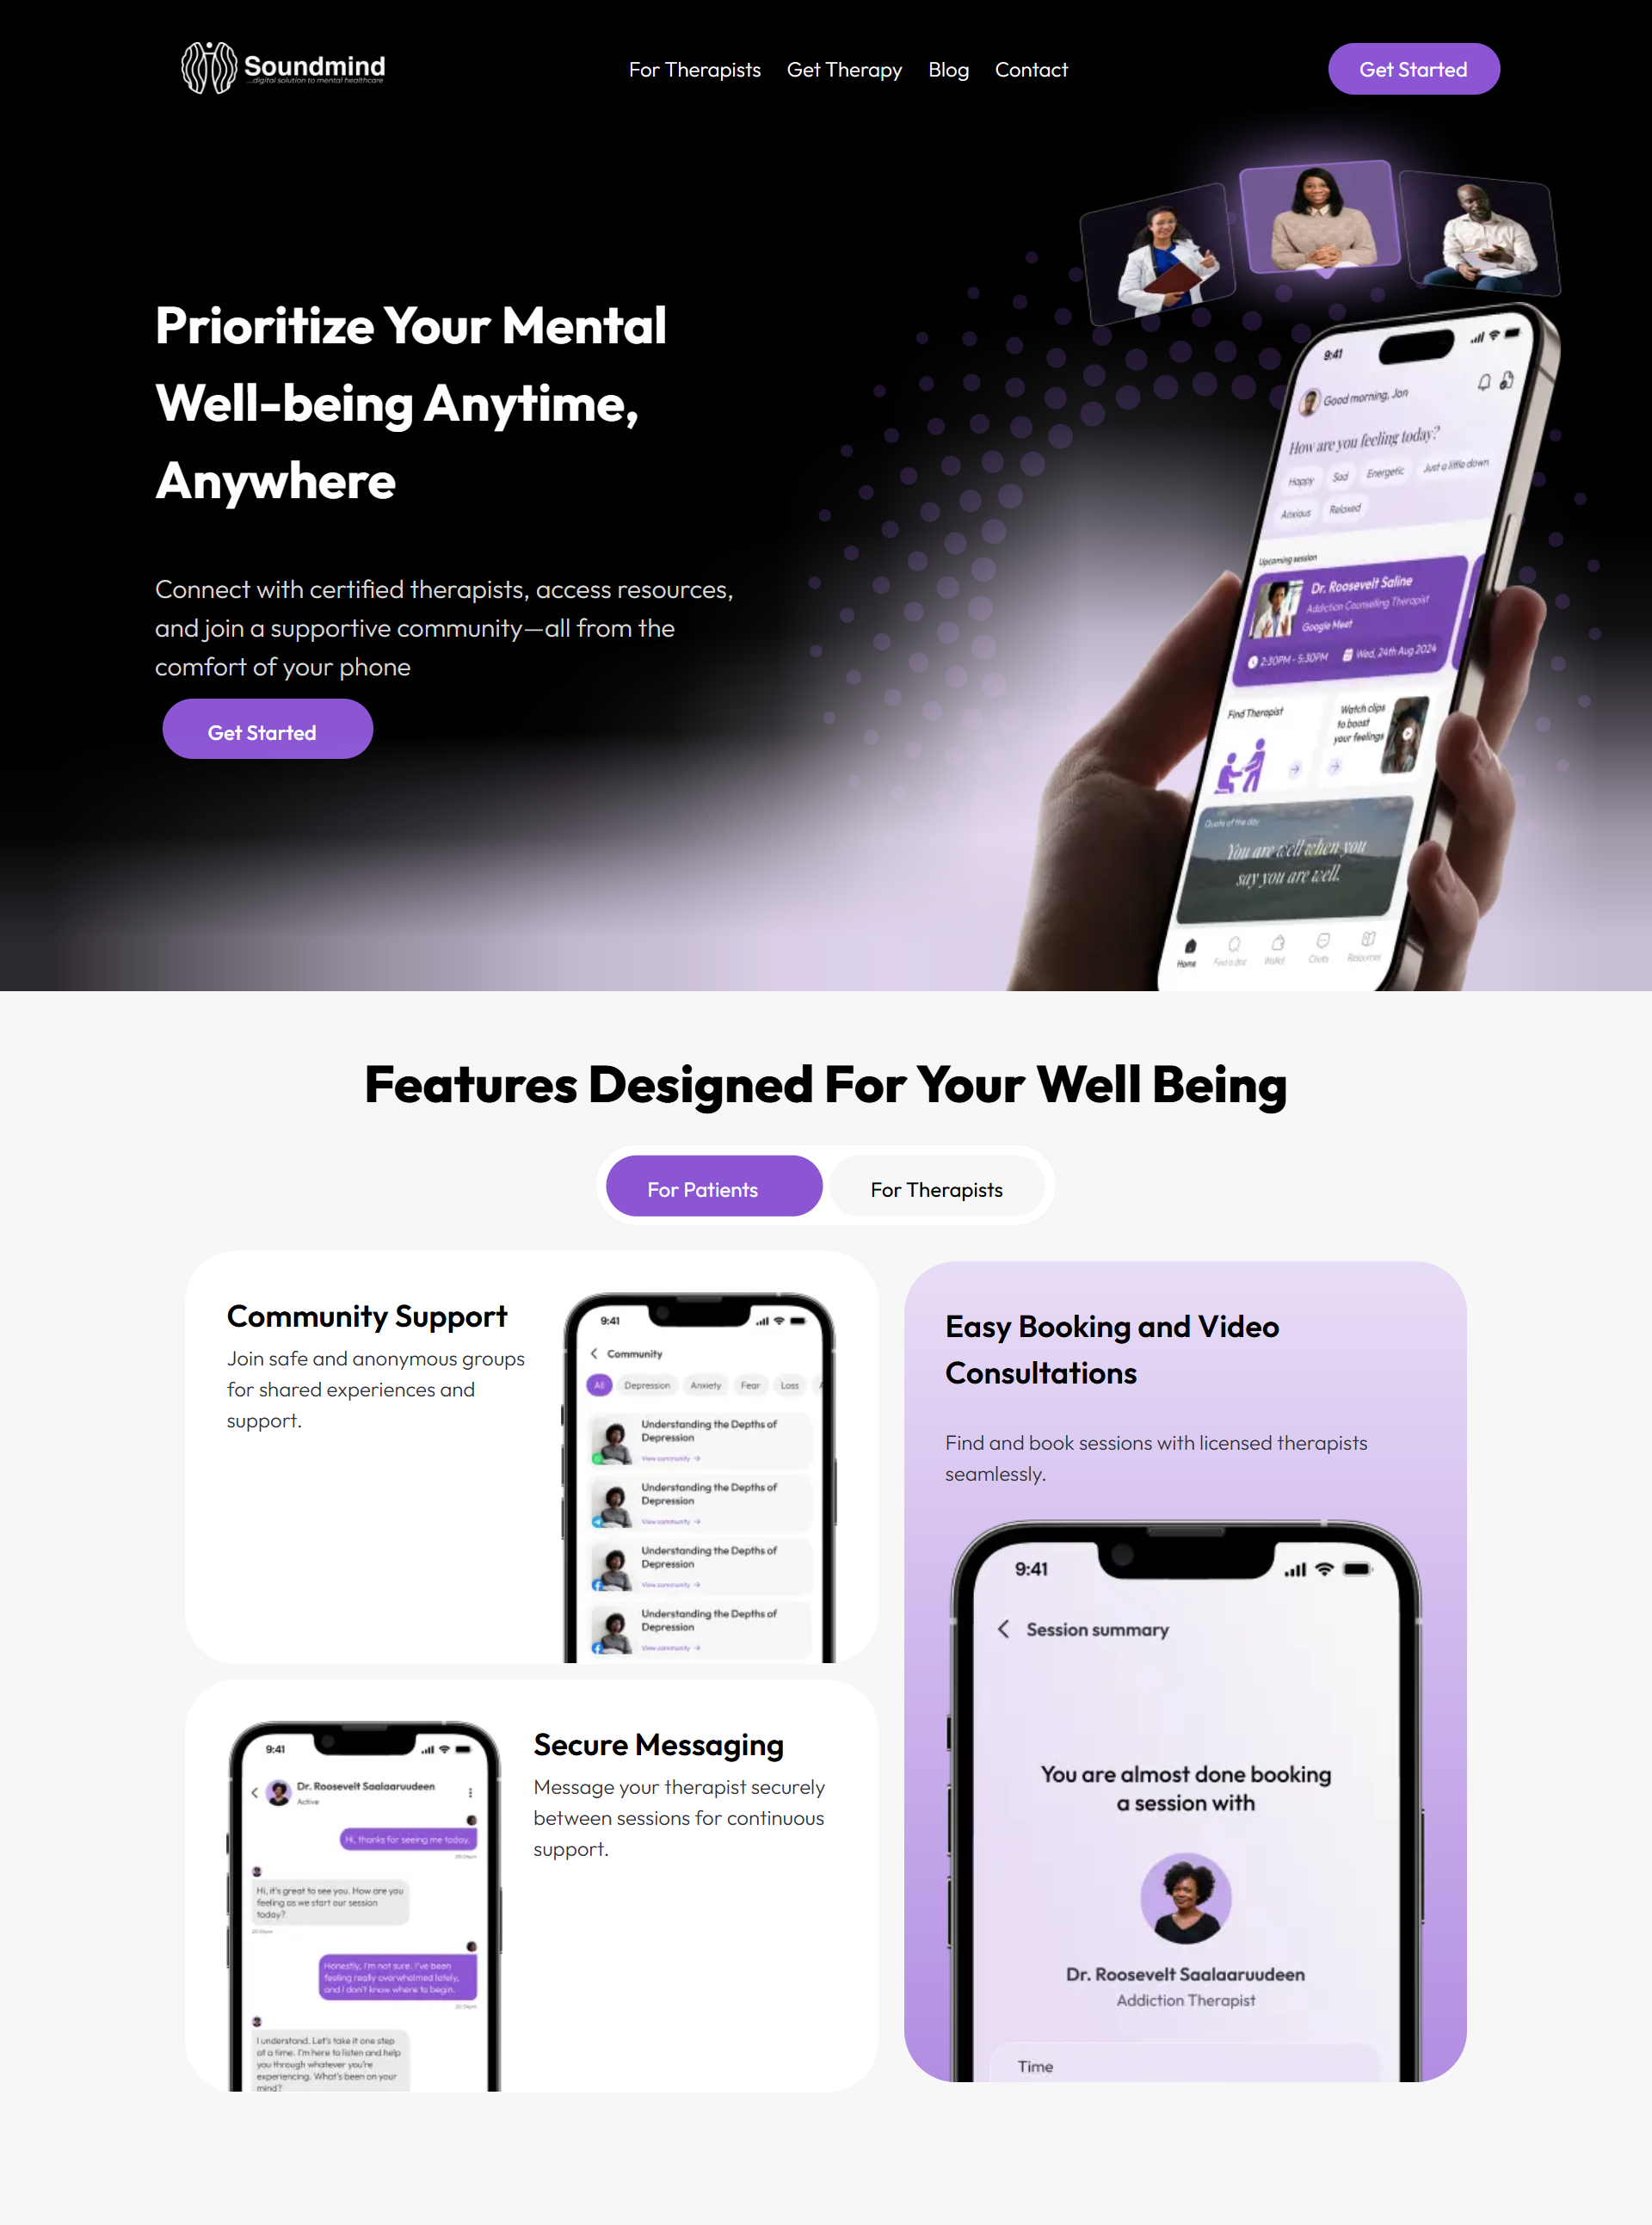 Soundmind
...digital solution to mental healthcare
For Therapists Get Therapy Blog Contact
Get Started
Prioritize Your Mental
Well-being Anytime,
Anywhere
Connect with certified therapists, access resources,
and join a supportive community—all from the
comfort of your phone
Get Started
9:41
Good morning, Jan
How are you feeling today?
Happy Sad Energetic Just a little down
Anxious Relaxed
Upcoming session
Dr. Roosevelt Saline
Addiction Counselling Therapist
Google Meet
2:30PM - 5:30PM Wed, 24th Aug 2024
Find Therapist
Watch clips
to boost
your feelings
Quote of the day
You are well when you
say you are well.
Home Find a doc Wallet Chats Resources
Features Designed For Your Well Being
For Patients For Therapists
Community Support
Join safe and anonymous groups
for shared experiences and
support.
9:41
Community
All Depression Anxiety Fear Loss
Understanding the Depths of
Depression
View community
Understanding the Depths of
Depression
View community
Understanding the Depths of
Depression
View community
Understanding the Depths of
Depression
View community
Easy Booking and Video
Consultations
Find and book sessions with licensed therapists
seamlessly.
9:41
Session summary
You are almost done booking
a session with
Dr. Roosevelt Saalaaruudeen
Addiction Therapist
Time
9:41
Dr. Roosevelt Saalaaruudeen
Active
Hi, thanks for seeing me today.
Hi, it's great to see you. How are you
feeling as we start our session
today?
Honestly, I'm not sure. I've been
feeling really overwhelmed lately,
and I don't know where to begin.
I understand. Let's take it one step
at a time. I'm here to listen and help
you through whatever you're
experiencing. What's been on your
mind?
Secure Messaging
Message your therapist securely
between sessions for continuous
support.